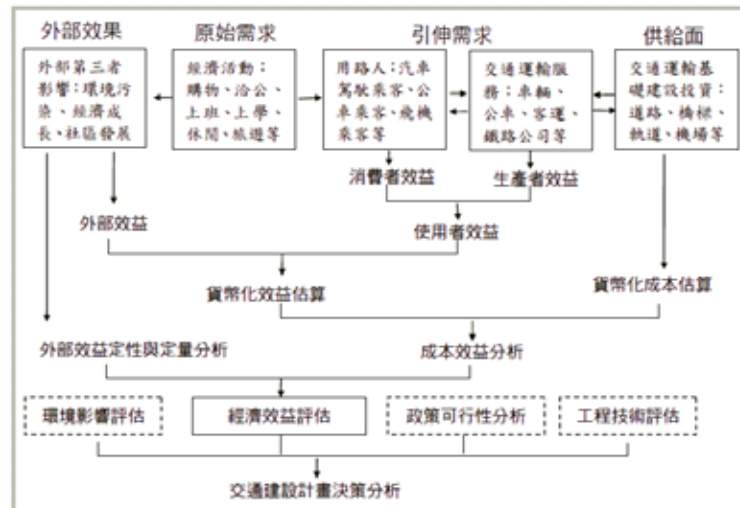 外部效果
原始需求
引伸需求
供給面
外部第三者
影響：環境污
染、經濟成
長、社區發展
經濟活動：
購物、洽公、
上班、上學、
休閒、旅遊等
用路人：汽車
駕駛乘客、公
車乘客、飛機
乘客等
交通運輸服
務：車輛、
公車、客運、
鐵路公司等
交通運輸基
礎建設投資：
道路、橋樑、
軌道、機場等
消費者效益
生產者效益
外部效益
使用者效益
貨幣化效益估算
貨幣化成本估算
外部效益定性與定量分析
成本效益分析
環境影響評估
經濟效益評估
政策可行性分析
工程技術評估
交通建設計畫決策分析